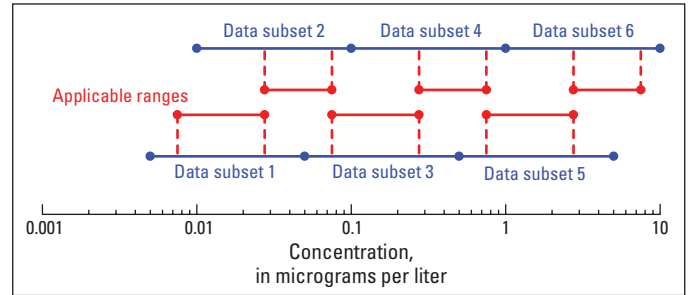 Data subset 2 Data subset 4 Data subset 6
Applicable ranges
Data subset 1 Data subset 3 Data subset 5
0.001 0.01 0.1 1 10
Concentration,
in micrograms per liter